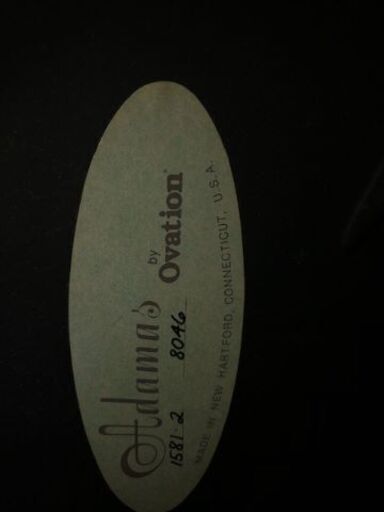 Adamas
by
Ovation
1581-2 8046
MADE IN NEW HARTFORD, CONNECTICUT, U.S.A.